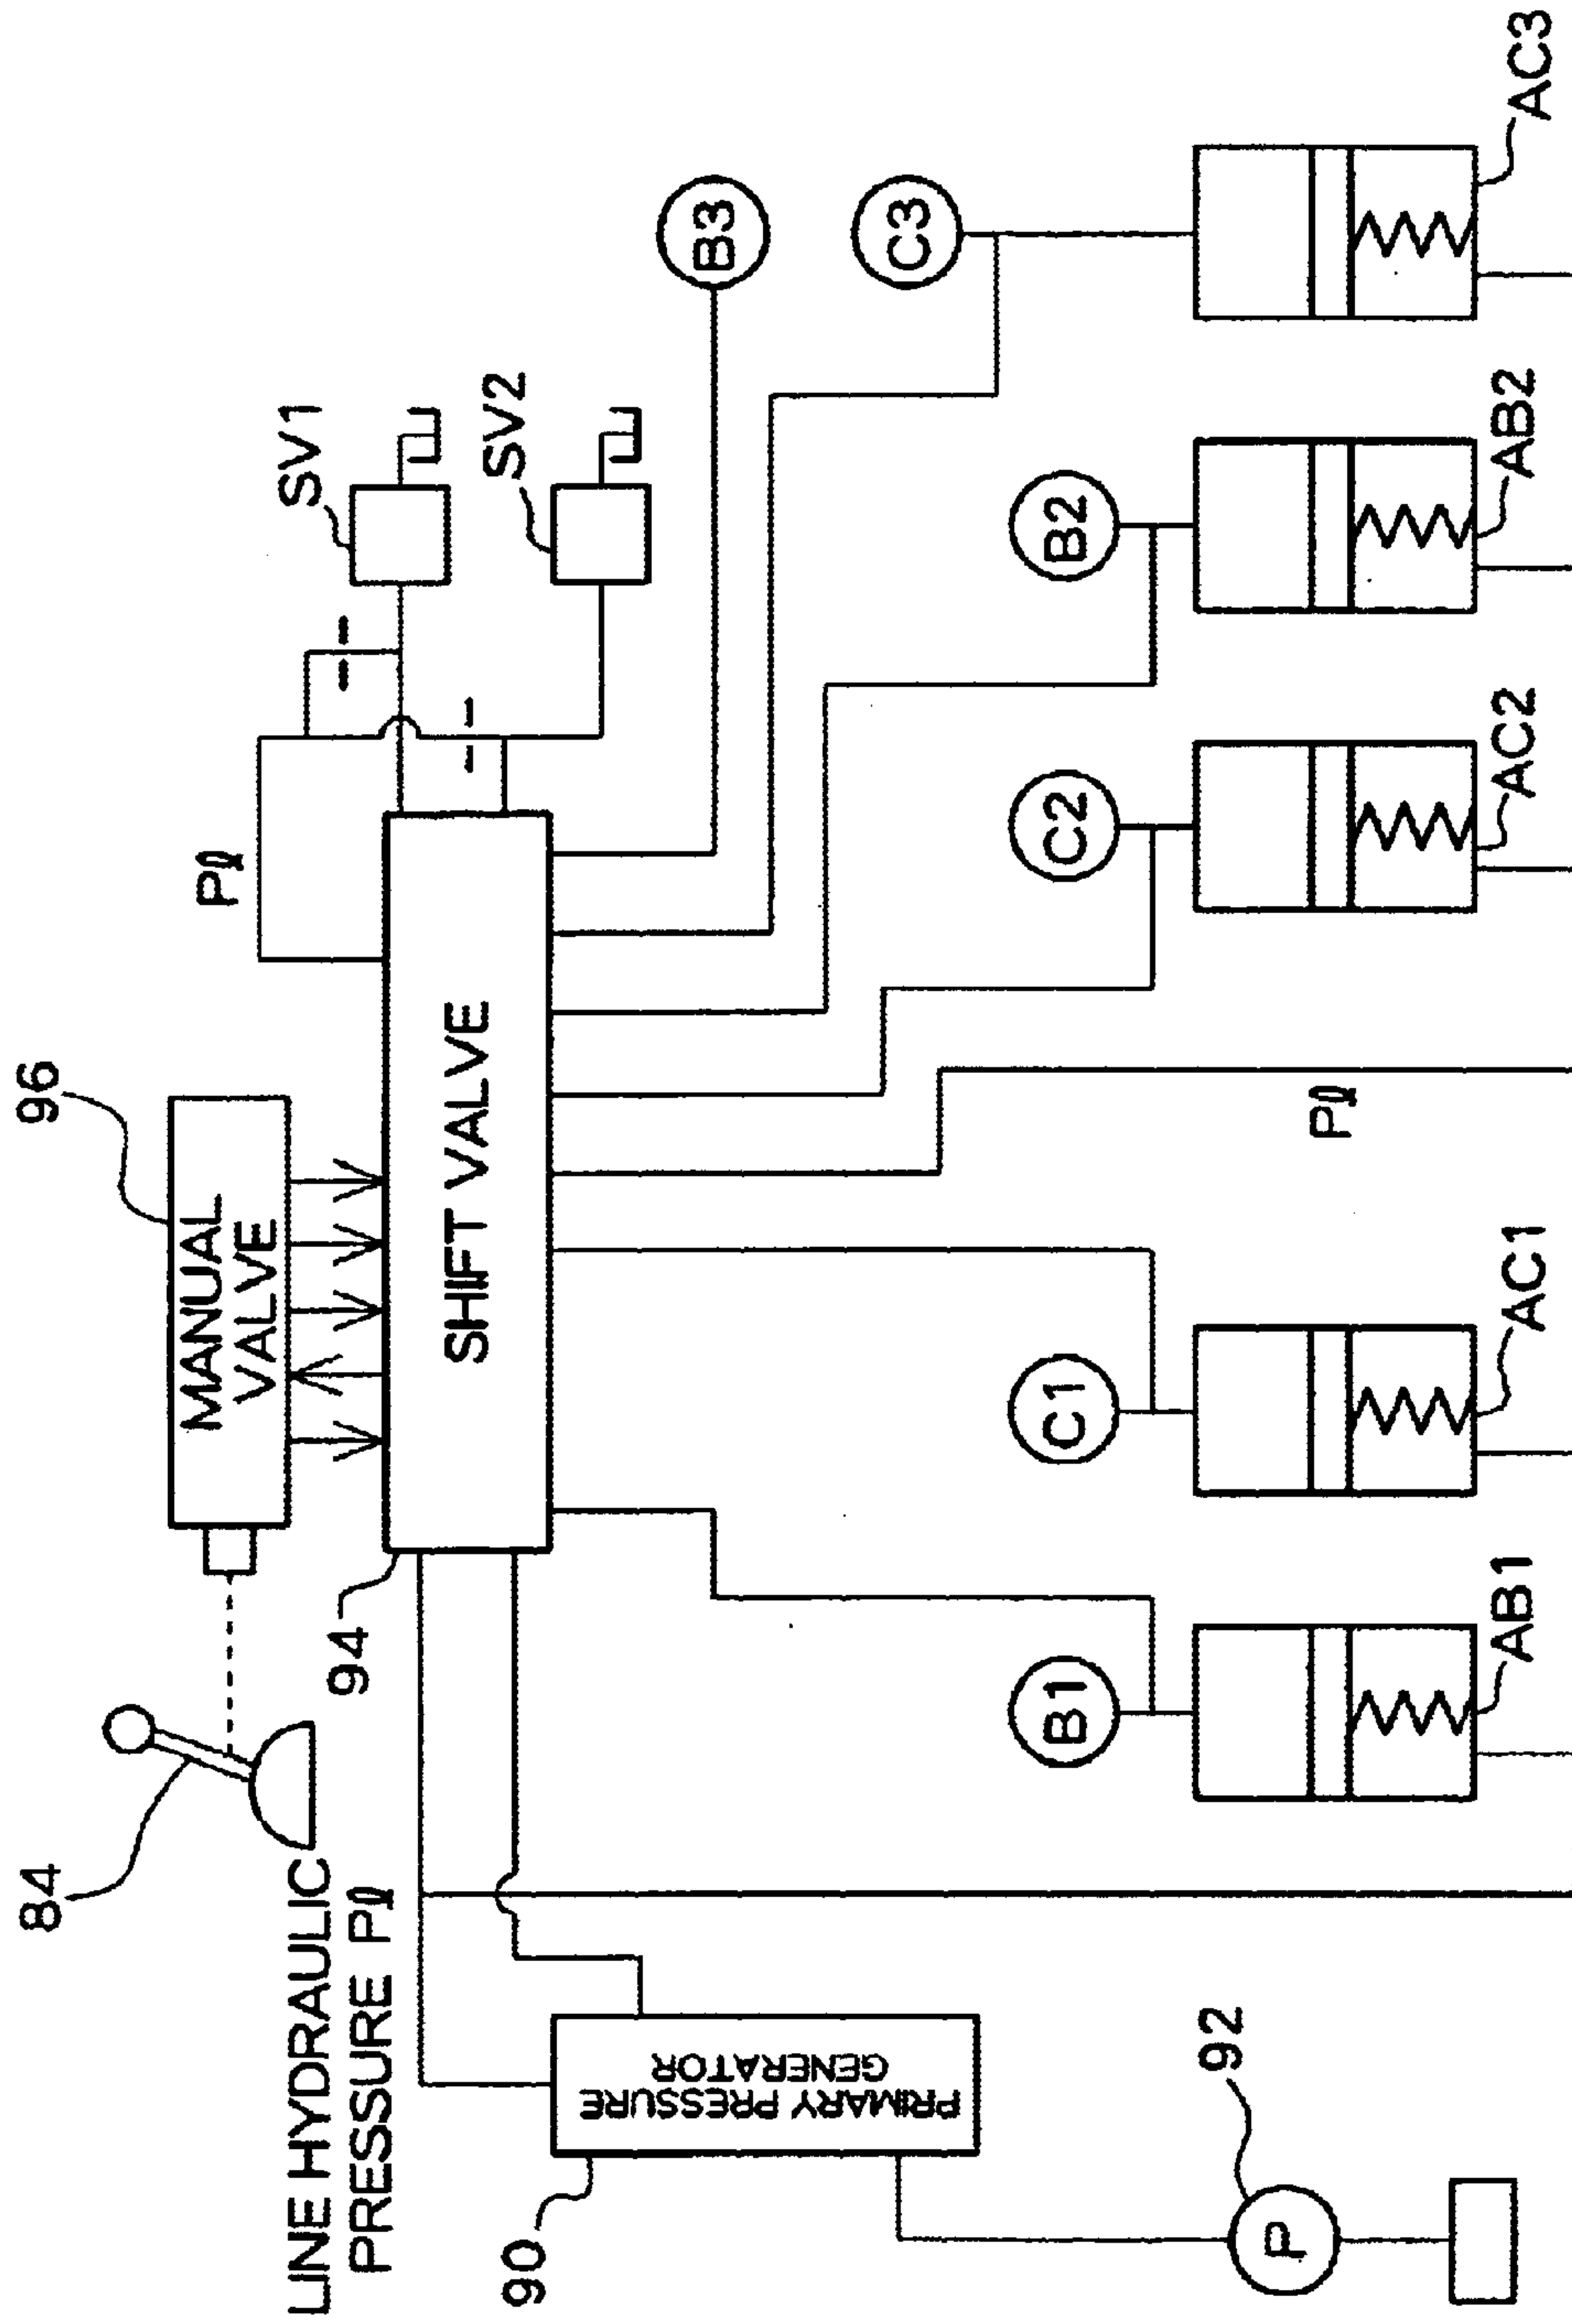 84
96
LINE HYDRAULIC
PRESSURE Pℓ
MANUAL
VALVE
94
SHIFT VALVE
Pℓ
SV1
SV2
90
PRIMARY PRESSURE
GENERATOR
92
P
B1
C1
C2
B2
B3
C3
Pℓ
AB1
AC1
AC2
AB2
AC3